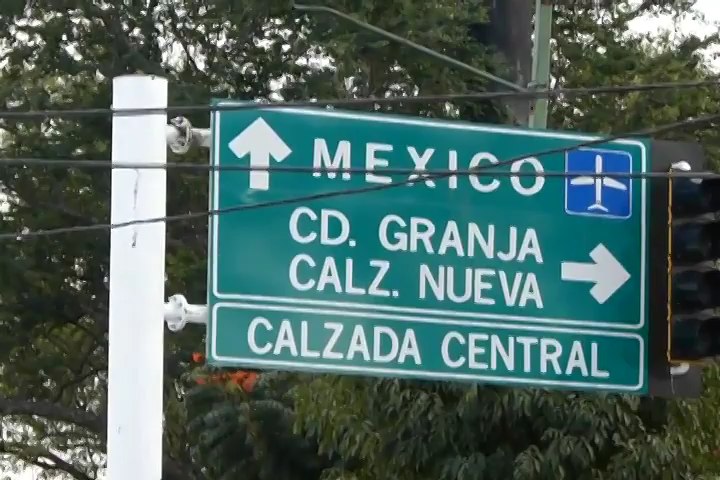 MEXICO
CD. GRANJA
CALZ. NUEVA
CALZADA CENTRAL